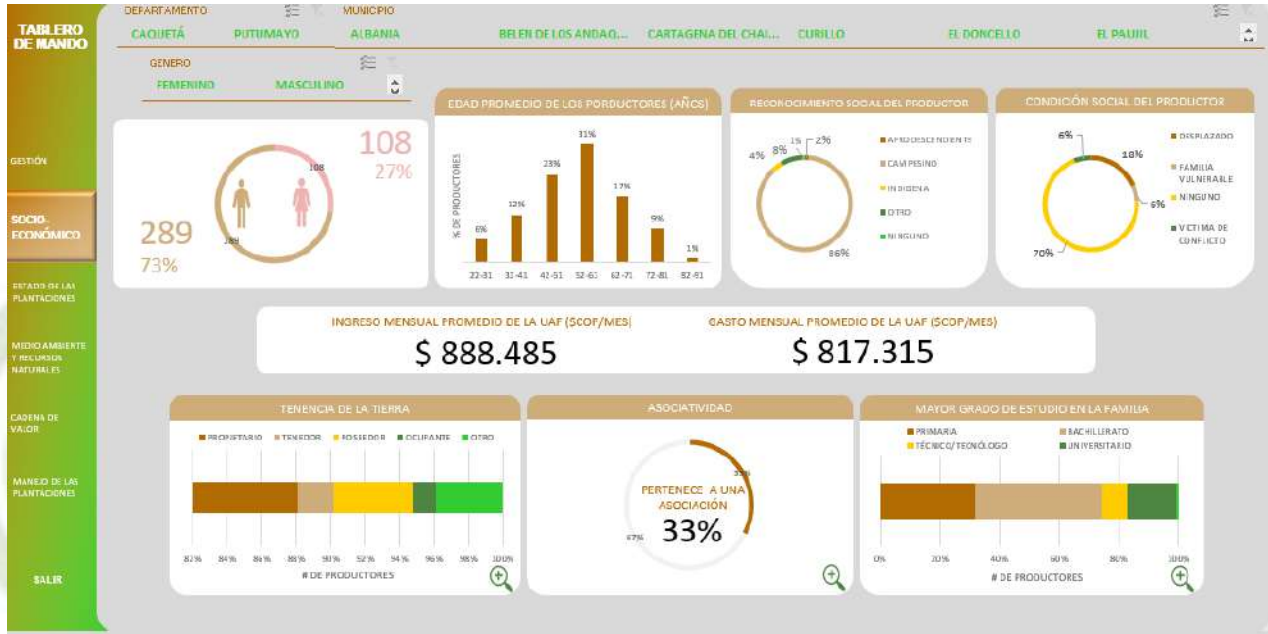 TABLERO
DE MANDO
DEPARTAMENTO
MUNICIPIO
CAQUETÁ
PUTUMAYO
ALBANIA
BELEN DE LOS ANDAQ...
CARTAGENA DEL CHAI...
CURILLO
EL DONCELLO
EL PAUJIL
GENERO
FEMENINO
MASCULINO
GESTIÓN
SOCIO-
ECONÓMICO
ESTADO DE LAS
PLANTACIONES
MEDIO AMBIENTE
Y RECURSOS
NATURALES
CADENA DE
VALOR
MANEJO DE LAS
PLANTACIONES
SALIR
108
27%
108
289
73%
289
EDAD PROMEDIO DE LOS PORDUCTORES (AÑOS)
% DE PRODUCTORES
6%
12%
23%
31%
17%
9%
1%
22-31
32-41
42-51
52-61
62-71
72-81
82-91
RECONOCIMIENTO SOCIAL DEL PRODUCTOR
4%
8%
1%
2%
86%
AFRODESCENDIENTE
CAMPESINO
INDIGENA
OTRO
NINGUNO
CONDICIÓN SOCIAL DEL PRODUCTOR
6%
18%
6%
70%
DESPLAZADO
FAMILIA
VULNERABLE
NINGUNO
VICTIMA DE
CONFLICTO
INGRESO MENSUAL PROMEDIO DE LA UAF ($COP/MES)
$ 888.485
GASTO MENSUAL PROMEDIO DE LA UAF ($COP/MES)
$ 817.315
TENENCIA DE LA TIERRA
PROPIETARIO
TENEDOR
POSEEDOR
OCUPANTE
OTRO
82%
84%
86%
88%
90%
92%
94%
96%
98%
100%
# DE PRODUCTORES
ASOCIATIVIDAD
33%
PERTENECE A UNA
ASOCIACIÓN
33%
67%
MAYOR GRADO DE ESTUDIO EN LA FAMILIA
PRIMARIA
BACHILLERATO
TÉCNICO/TECNÓLOGO
UNIVERSITARIO
0%
20%
40%
60%
80%
100%
# DE PRODUCTORES